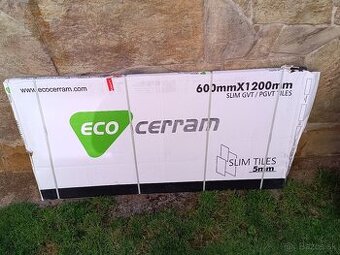 www.ecocerram.com
600mmX1200mm
SLIM GVT / PGVT TILES
ECO cerram
SLIM TILES
5mm